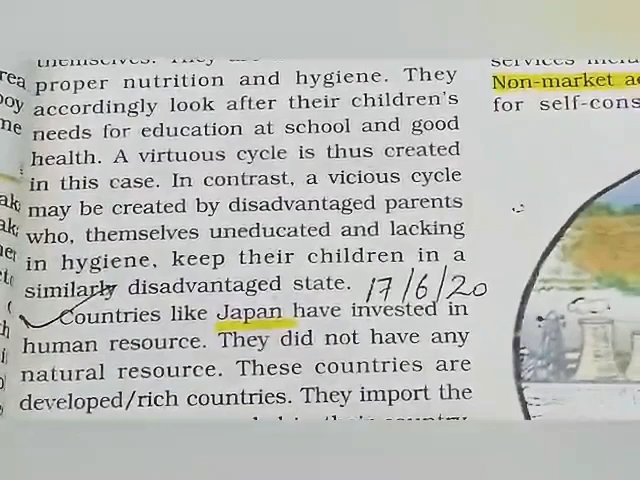 proper nutrition and hygiene. They
accordingly look after their children's
needs for education at school and good
health. A virtuous cycle is thus created
in this case. In contrast, a vicious cycle
may be created by disadvantaged parents
who, themselves uneducated and lacking
in hygiene, keep their children in a
similarly disadvantaged state. 17/6/20
Countries like Japan have invested in
human resource. They did not have any
natural resource. These countries are
developed/rich countries. They import the
Non-market
for